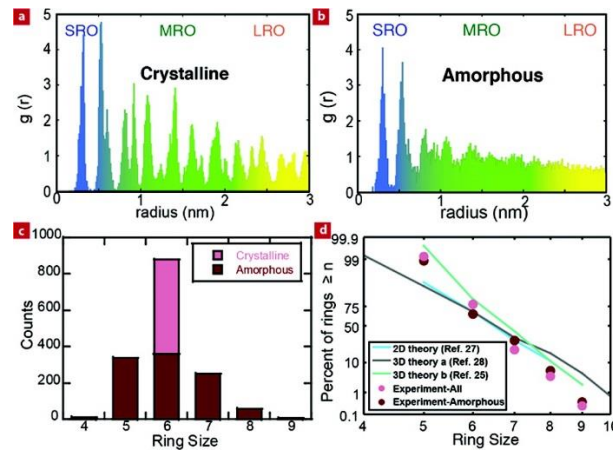 a
SRO MRO LRO
Crystalline
g (r)
5
4
3
2
1
0
0 1 2 3
radius (nm)
b
SRO MRO LRO
Amorphous
g (r)
5
4
3
2
1
0
0 1 2 3
radius (nm)
c
Crystalline
Amorphous
Counts
1000
800
600
400
200
0
4 5 6 7 8 9
Ring Size
d
Percent of rings ≥ n
99.9
99
75
50
10
1
0.1
2D theory (Ref. 27)
3D theory a (Ref. 28)
3D theory b (Ref. 25)
Experiment-All
Experiment-Amorphous
4 5 6 7 8 9 10
Ring Size